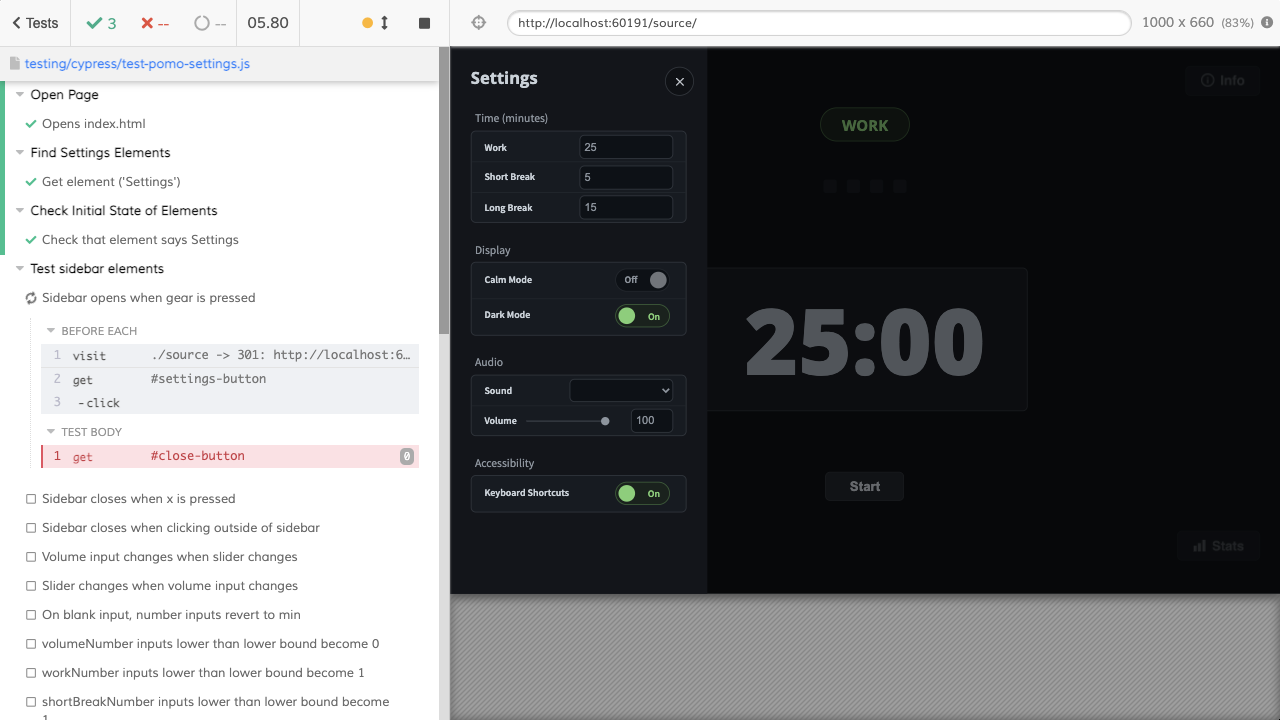 Tests
3
--
--
05.80
http://localhost:60191/source/
1000 x 660 (83%)
testing/cypress/test-pomo-settings.js
Open Page
Opens index.html
Find Settings Elements
Get element ('Settings')
Check Initial State of Elements
Check that element says Settings
Test sidebar elements
Sidebar opens when gear is pressed
BEFORE EACH
1 visit ./source -> 301: http://localhost:6…
2 get #settings-button
3 -click
TEST BODY
1 get #close-button 0
Sidebar closes when x is pressed
Sidebar closes when clicking outside of sidebar
Volume input changes when slider changes
Slider changes when volume input changes
On blank input, number inputs revert to min
volumeNumber inputs lower than lower bound become 0
workNumber inputs lower than lower bound become 1
shortBreakNumber inputs lower than lower bound become
1
Settings
Time (minutes)
Work 25
Short Break 5
Long Break 15
Display
Calm Mode Off
Dark Mode On
Audio
Sound
Volume 100
Accessibility
Keyboard Shortcuts On
Info
WORK
25:00
Start
Stats